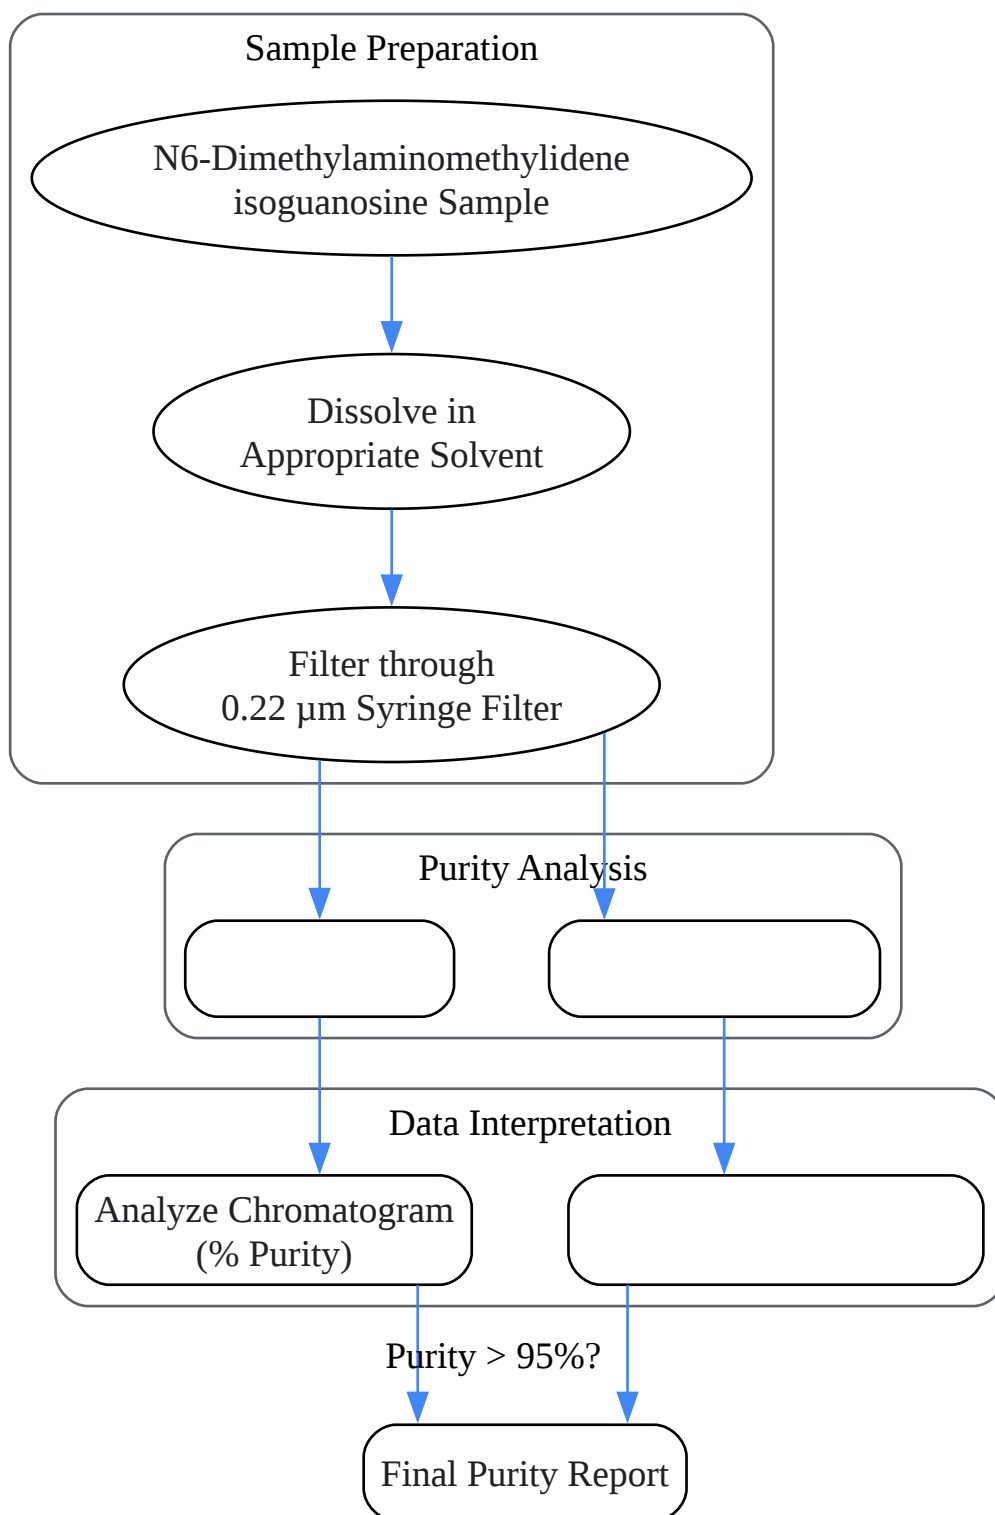 Sample Preparation
N6-Dimethylaminomethylidene
isoguanosine Sample
Dissolve in
Appropriate Solvent
Filter through
0.22 µm Syringe Filter
Purity Analysis
Data Interpretation
Analyze Chromatogram
(% Purity)
Purity > 95%?
Final Purity Report